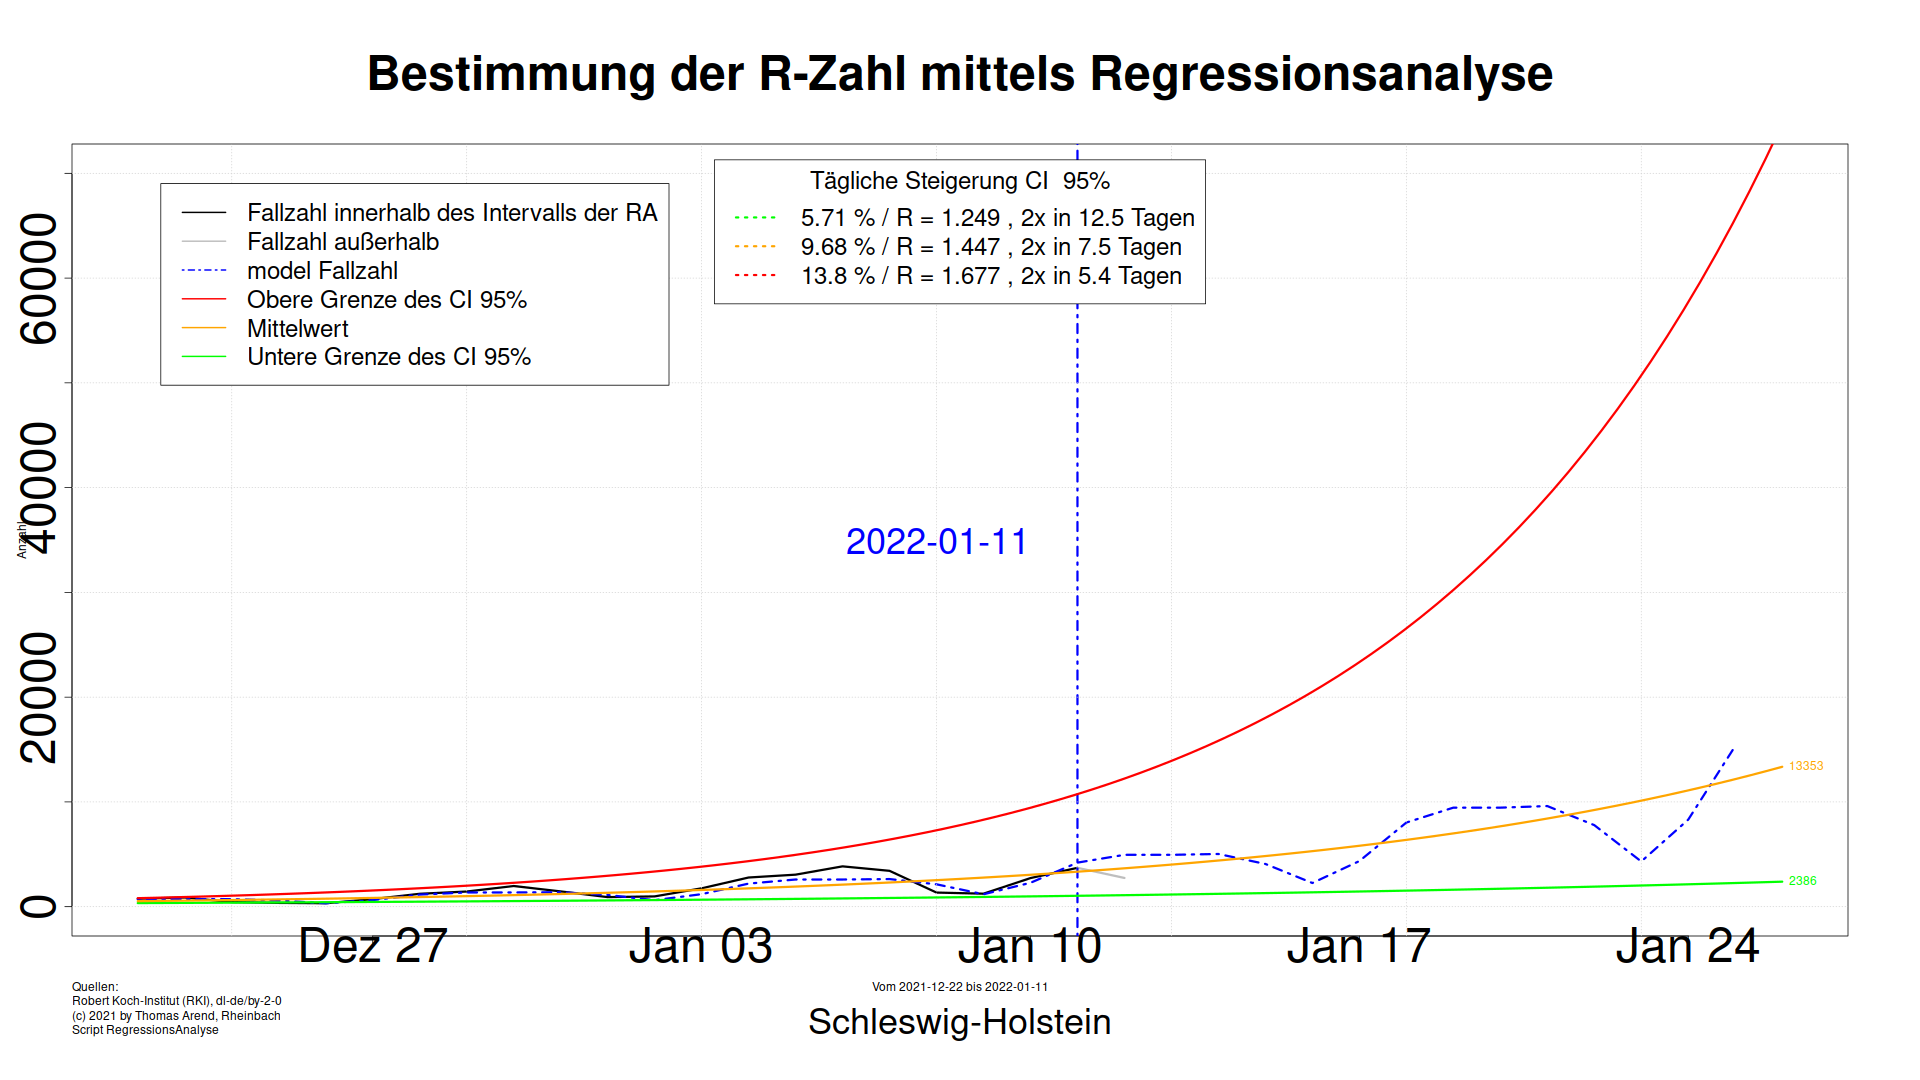 Bestimmung der R-Zahl mittels Regressionsanalyse
Fallzahl innerhalb des Intervalls der RA
Fallzahl außerhalb
model Fallzahl
Obere Grenze des CI 95%
Mittelwert
Untere Grenze des CI 95%
Tägliche Steigerung CI  95%
5.71 % / R = 1.249 , 2x in 12.5 Tagen
9.68 % / R = 1.447 , 2x in 7.5 Tagen
13.8 % / R = 1.677 , 2x in 5.4 Tagen
60000
40000
20000
0
Anzahl
2022-01-11
13353
2386
Dez 27 Jan 03 Jan 10 Jan 17 Jan 24
Quellen:
Robert Koch-Institut (RKI), dl-de/by-2-0
(c) 2021 by Thomas Arend, Rheinbach
Script RegressionsAnalyse
Vom 2021-12-22 bis 2022-01-11
Schleswig-Holstein